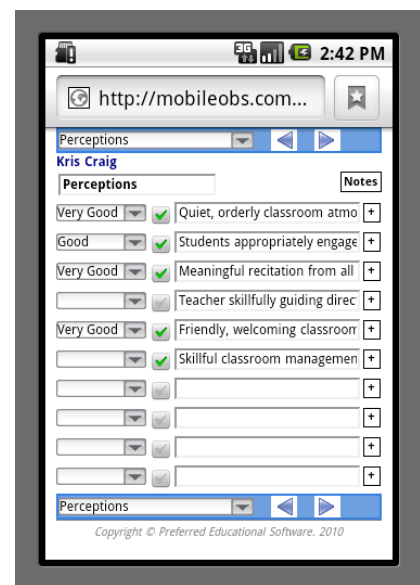 3G 2:42 PM
http://mobileobs.com...
Perceptions
Kris Craig
Perceptions Notes
Very Good Quiet, orderly classroom atmo +
Good Students appropriately engage +
Very Good Meaningful recitation from all +
Teacher skillfully guiding direc +
Very Good Friendly, welcoming classroom +
Skillful classroom managemen +
+
+
+
+
Perceptions
Copyright © Preferred Educational Software. 2010